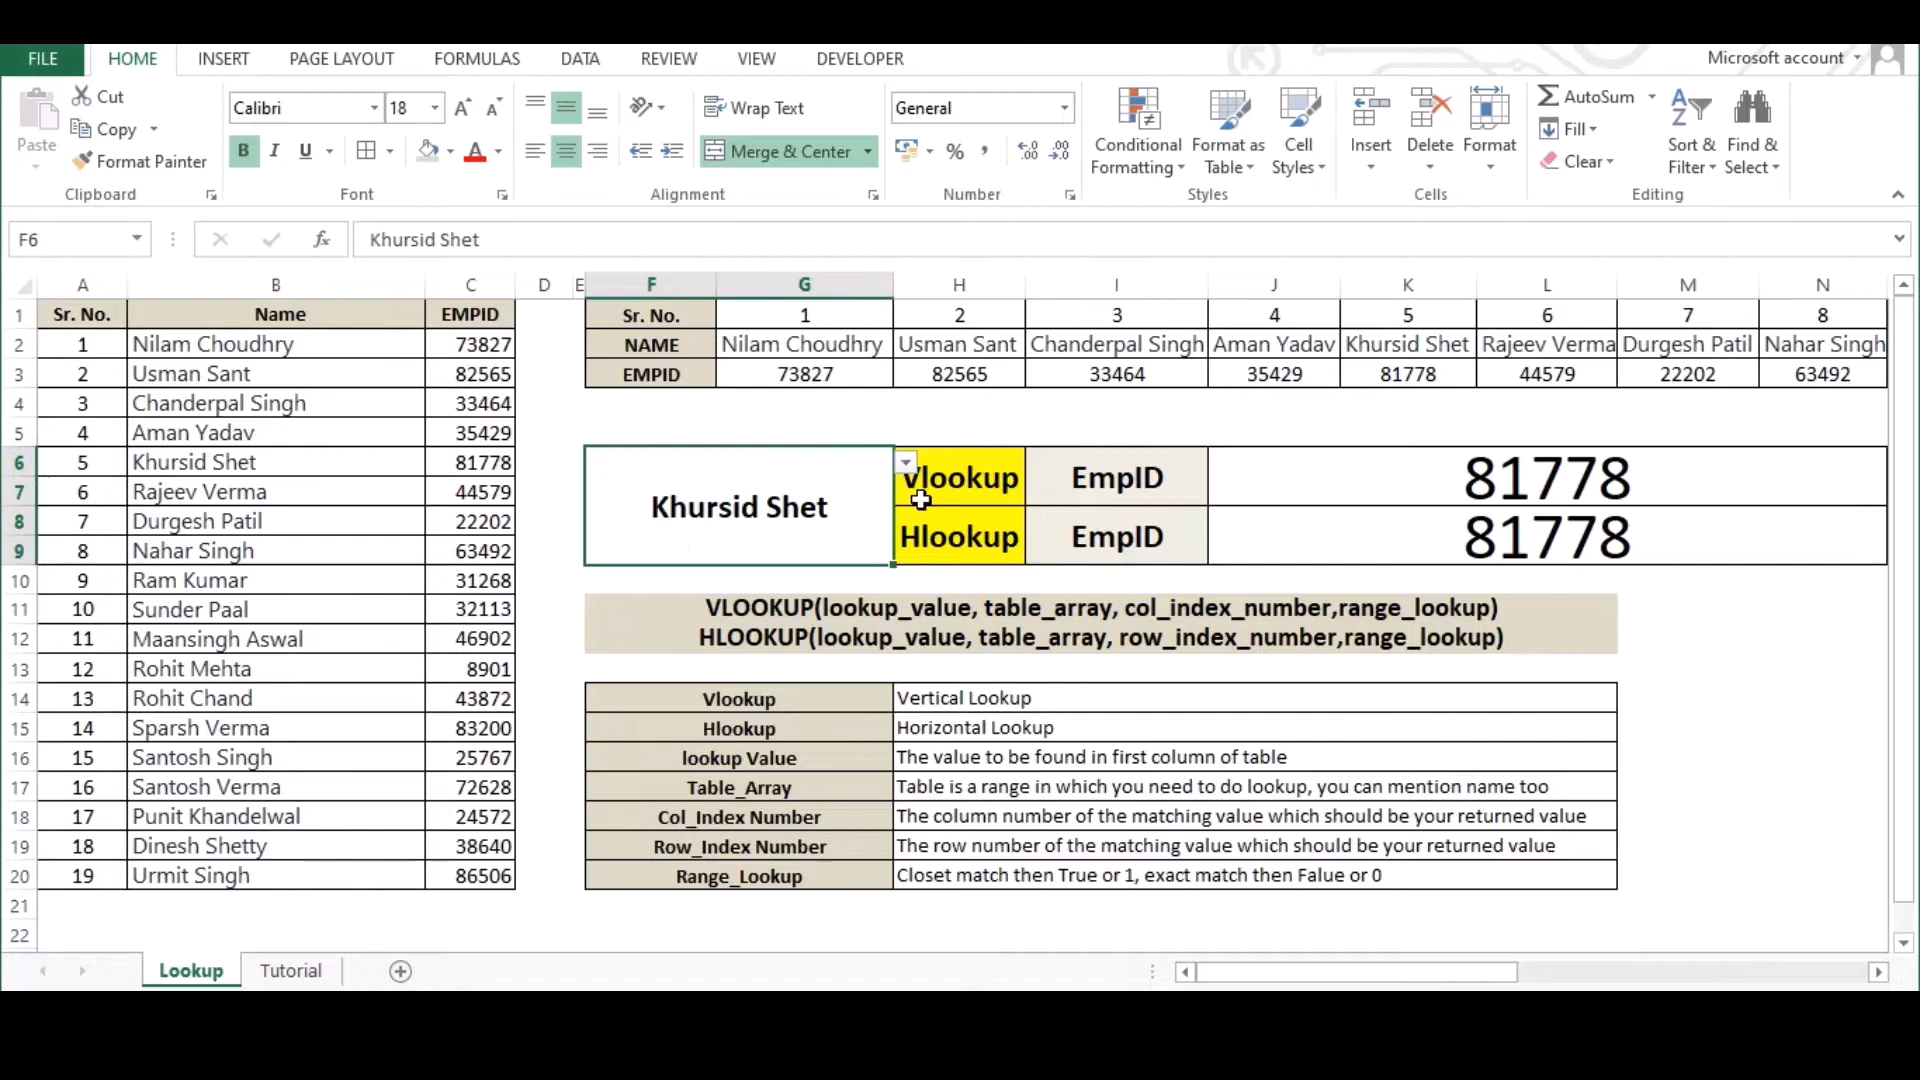 FILE HOME INSERT PAGE LAYOUT FORMULAS DATA REVIEW VIEW DEVELOPER Microsoft account
Paste
Cut
Copy
Format Painter
Clipboard
Calibri 18
B I U
Font
Wrap Text
Merge & Center
Alignment
General
%
Number
Conditional Formatting
Format as Table
Cell Styles
Styles
Insert
Delete
Format
Cells
AutoSum
Fill
Clear
Sort & Filter
Find & Select
Editing
F6 fx Khursid Shet
A B C D E F G H I J K L M N
1 Sr. No. Name EMPID Sr. No. 1 2 3 4 5 6 7 8
2 1 Nilam Choudhry 73827 NAME Nilam Choudhry Usman Sant Chanderpal Singh Aman Yadav Khursid Shet Rajeev Verma Durgesh Patil Nahar Singh
3 2 Usman Sant 82565 EMPID 73827 82565 33464 35429 81778 44579 22202 63492
4 3 Chanderpal Singh 33464
5 4 Aman Yadav 35429
6 5 Khursid Shet 81778
7 6 Rajeev Verma 44579
8 7 Durgesh Patil 22202
9 8 Nahar Singh 63492
10 9 Ram Kumar 31268
11 10 Sunder Paal 32113
12 11 Maansingh Aswal 46902
13 12 Rohit Mehta 8901
14 13 Rohit Chand 43872
15 14 Sparsh Verma 83200
16 15 Santosh Singh 25767
17 16 Santosh Verma 72628
18 17 Punit Khandelwal 24572
19 18 Dinesh Shetty 38640
20 19 Urmit Singh 86506
21
22
Khursid Shet
Vlookup EmpID 81778
Hlookup EmpID 81778
VLOOKUP(lookup_value, table_array, col_index_number,range_lookup)
HLOOKUP(lookup_value, table_array, row_index_number,range_lookup)
Vlookup Vertical Lookup
Hlookup Horizontal Lookup
lookup Value The value to be found in first column of table
Table_Array Table is a range in which you need to do lookup, you can mention name too
Col_Index Number The column number of the matching value which should be your returned value
Row_Index Number The row number of the matching value which should be your returned value
Range_Lookup Closet match then True or 1, exact match then Falue or 0
Lookup Tutorial